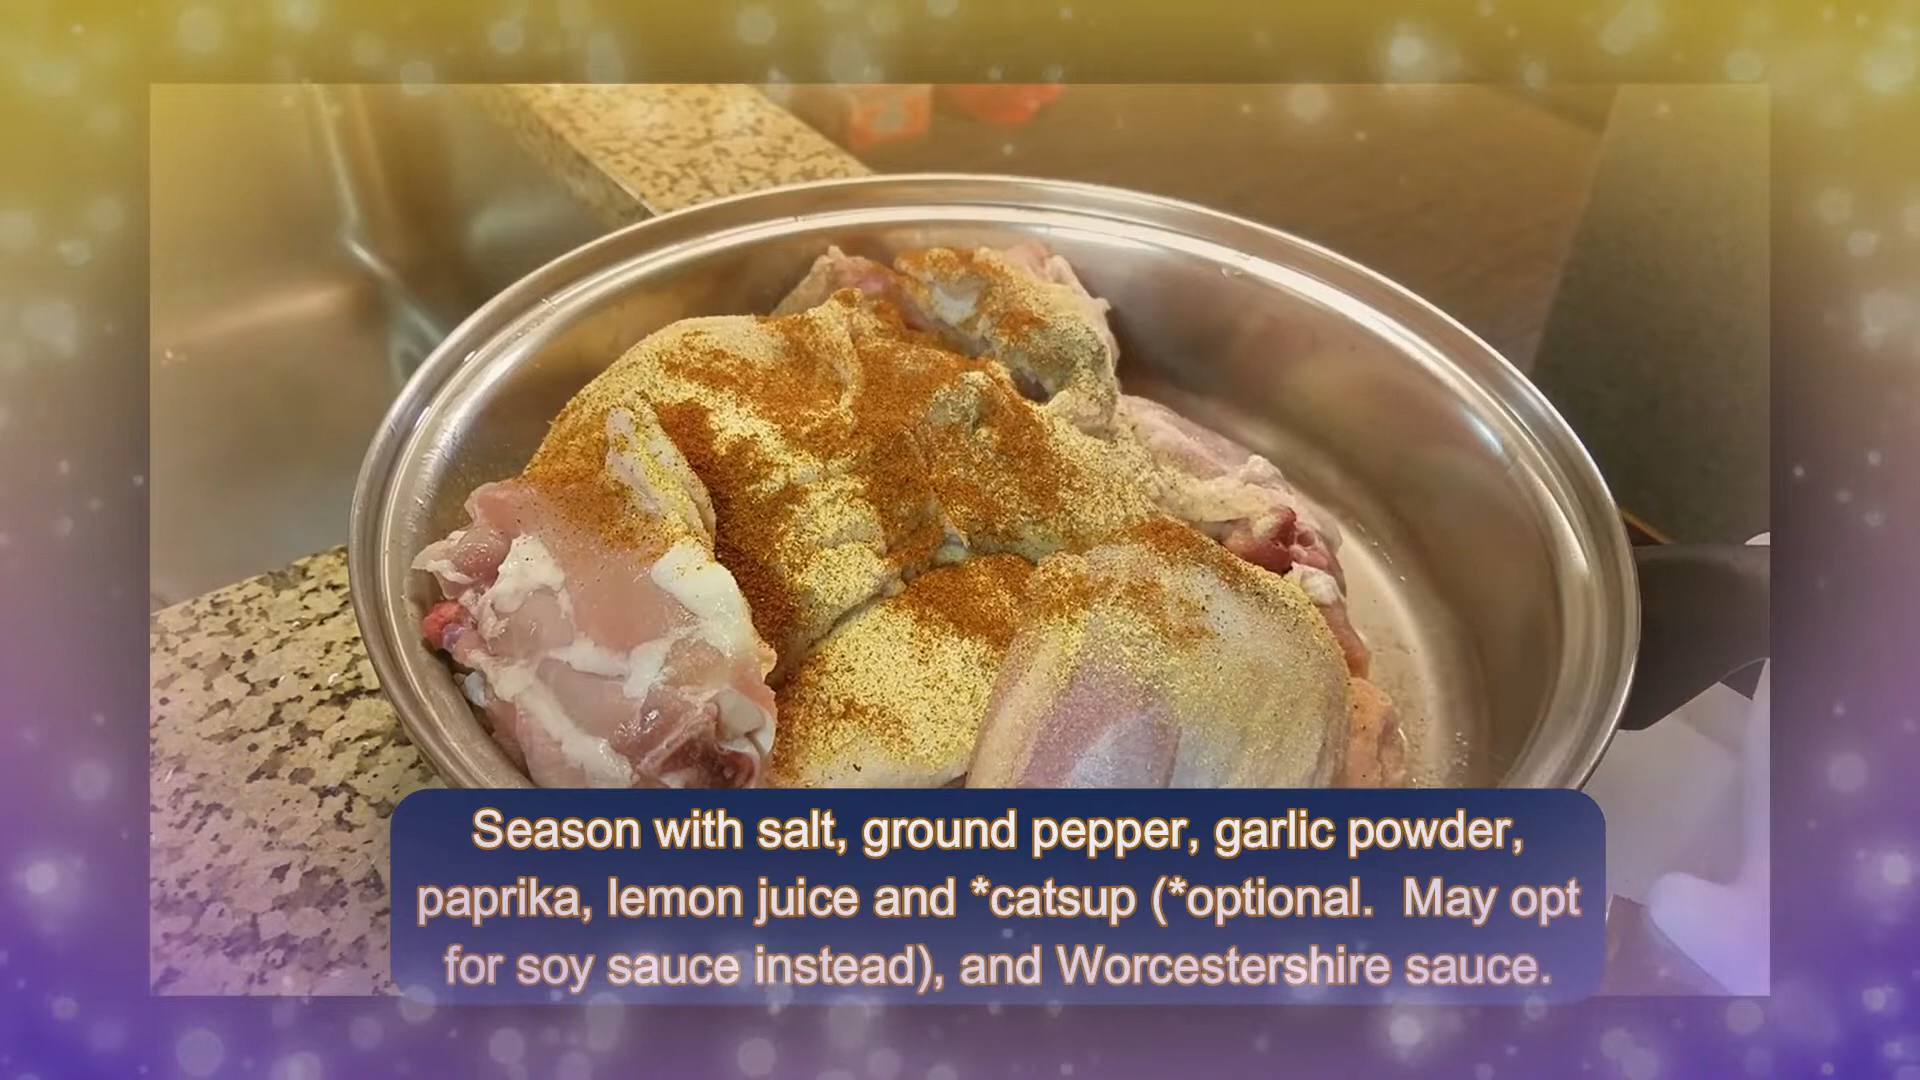 Season with salt, ground pepper, garlic powder,
paprika, lemon juice and *catsup (*optional.  May opt
for soy sauce instead), and Worcestershire sauce.